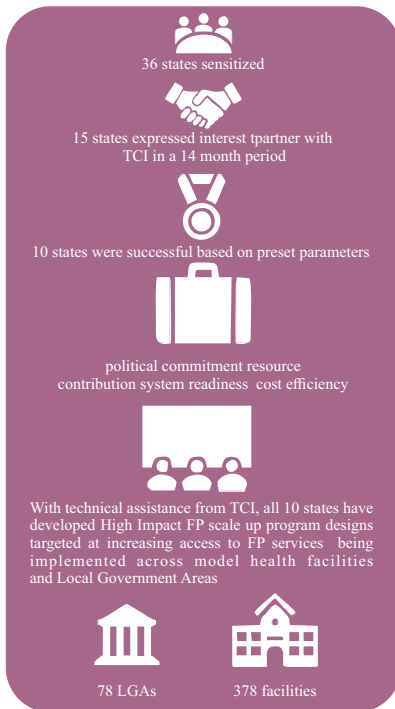 36 states sensitized
15 states expressed interest tpartner with
TCI in a 14 month period
10 states were successful based on preset parameters
political commitment resource
contribution system readiness cost efficiency
With technical assistance from TCI, all 10 states have
developed High Impact FP scale up program designs
targeted at increasing access to FP services being
implemented across model health facilities
and Local Government Areas
78 LGAs
378 facilities